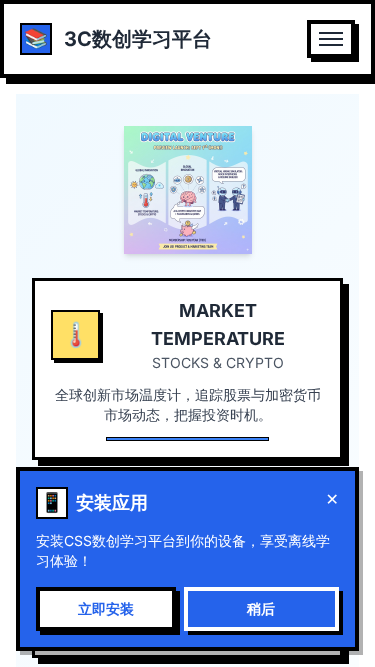 3C数创学习平台
DIGITAL VENTURE
MARKET
TEMPERATURE
STOCKS & CRYPTO
全球创新市场温度计，追踪股票与加密货币
市场动态，把握投资时机。
安装应用
×
安装CSS数创学习平台到你的设备，享受离线学
习体验！
立即安装
稍后